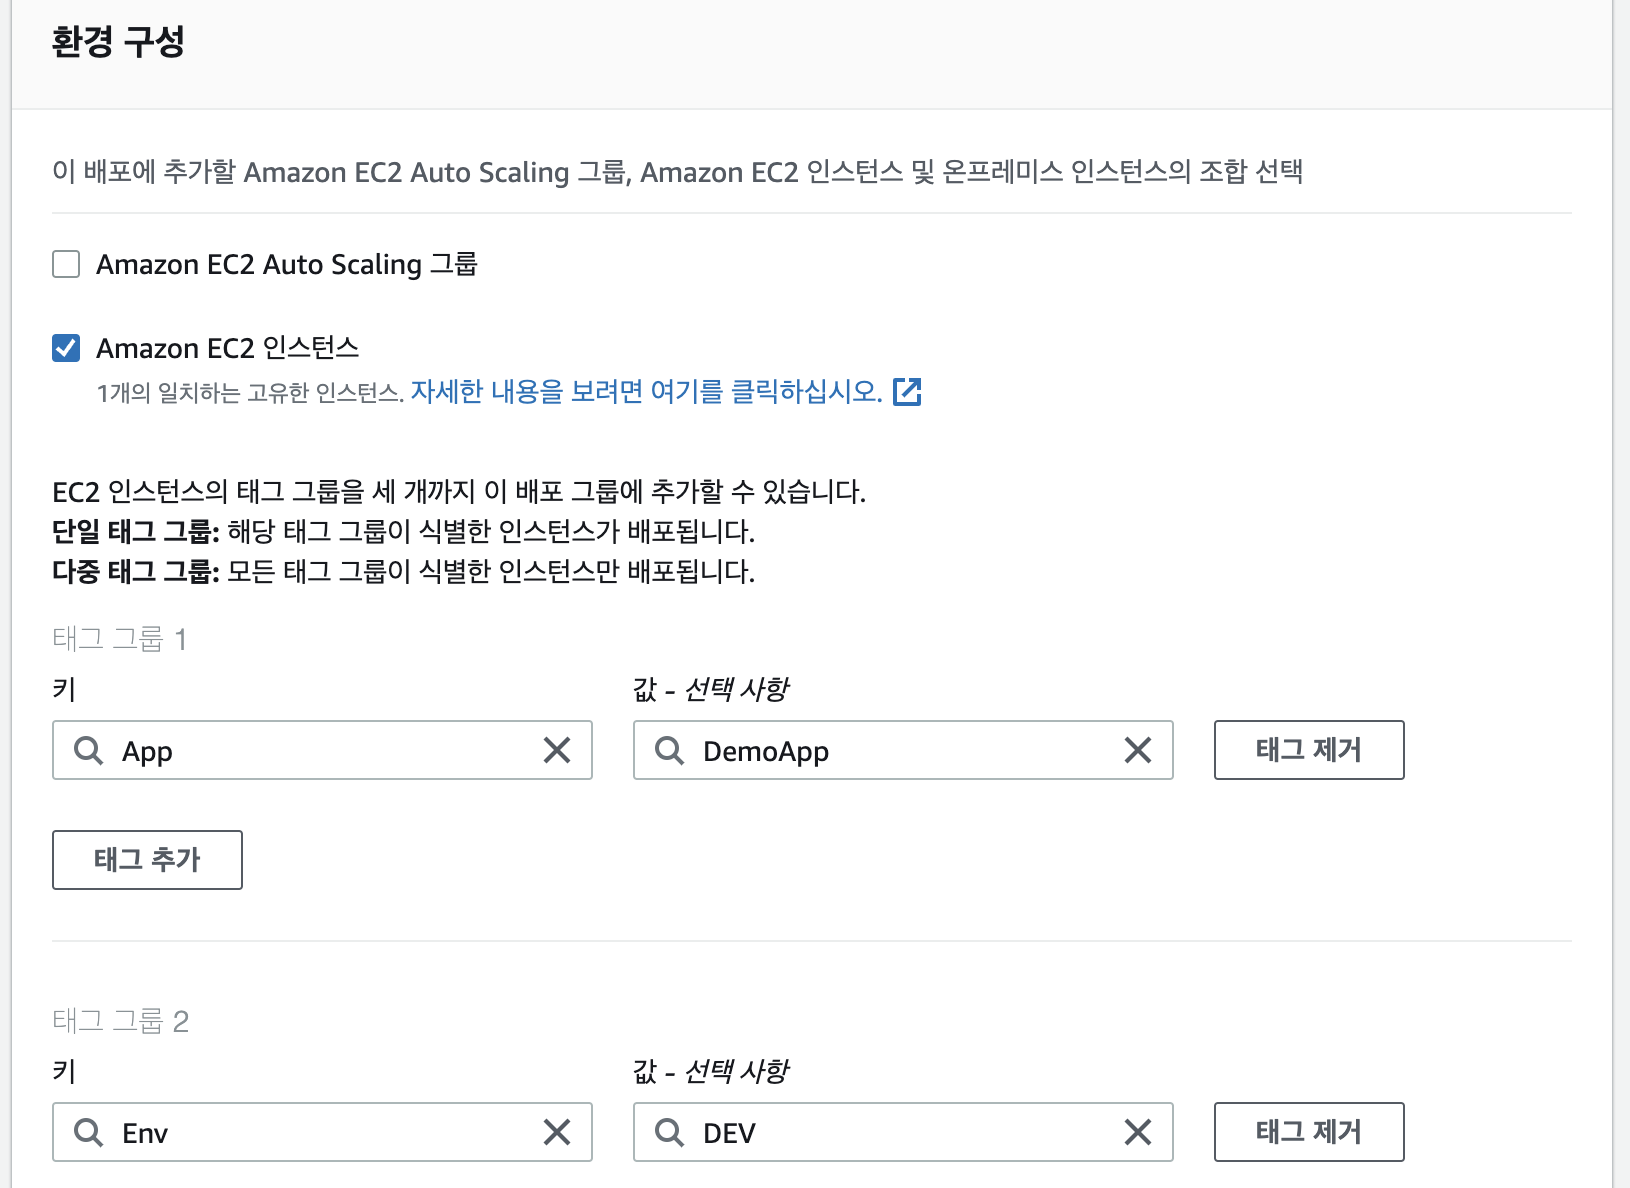 환경 구성
이 배포에 추가할 Amazon EC2 Auto Scaling 그룹, Amazon EC2 인스턴스 및 온프레미스 인스턴스의 조합 선택
Amazon EC2 Auto Scaling 그룹
Amazon EC2 인스턴스
1개의 일치하는 고유한 인스턴스. 자세한 내용을 보려면 여기를 클릭하십시오.
EC2 인스턴스의 태그 그룹을 세 개까지 이 배포 그룹에 추가할 수 있습니다.
단일 태그 그룹: 해당 태그 그룹이 식별한 인스턴스가 배포됩니다.
다중 태그 그룹: 모든 태그 그룹이 식별한 인스턴스만 배포됩니다.
태그 그룹 1
키 값 - 선택 사항
App DemoApp 태그 제거
태그 추가
태그 그룹 2
키 값 - 선택 사항
Env DEV 태그 제거